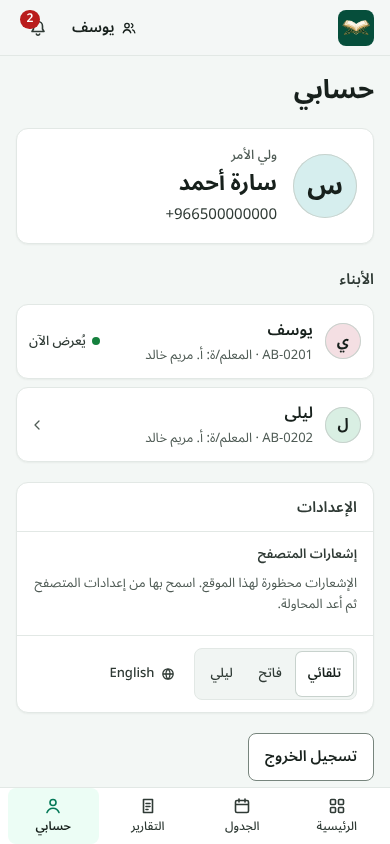 يوسف
2
حسابي
س
ولي الأمر
سارة أحمد
+966500000000
الأبناء
ي
يوسف
AB-0201 · المعلم/ة: أ. مريم خالد
يُعرض الآن
ل
ليلى
AB-0202 · المعلم/ة: أ. مريم خالد
الإعدادات
إشعارات المتصفح
الإشعارات محظورة لهذا الموقع. اسمح بها من إعدادات المتصفح
ثم أعد المحاولة.
تلقائي
فاتح
ليلي
English
تسجيل الخروج
الرئيسية
الجدول
التقارير
حسابي